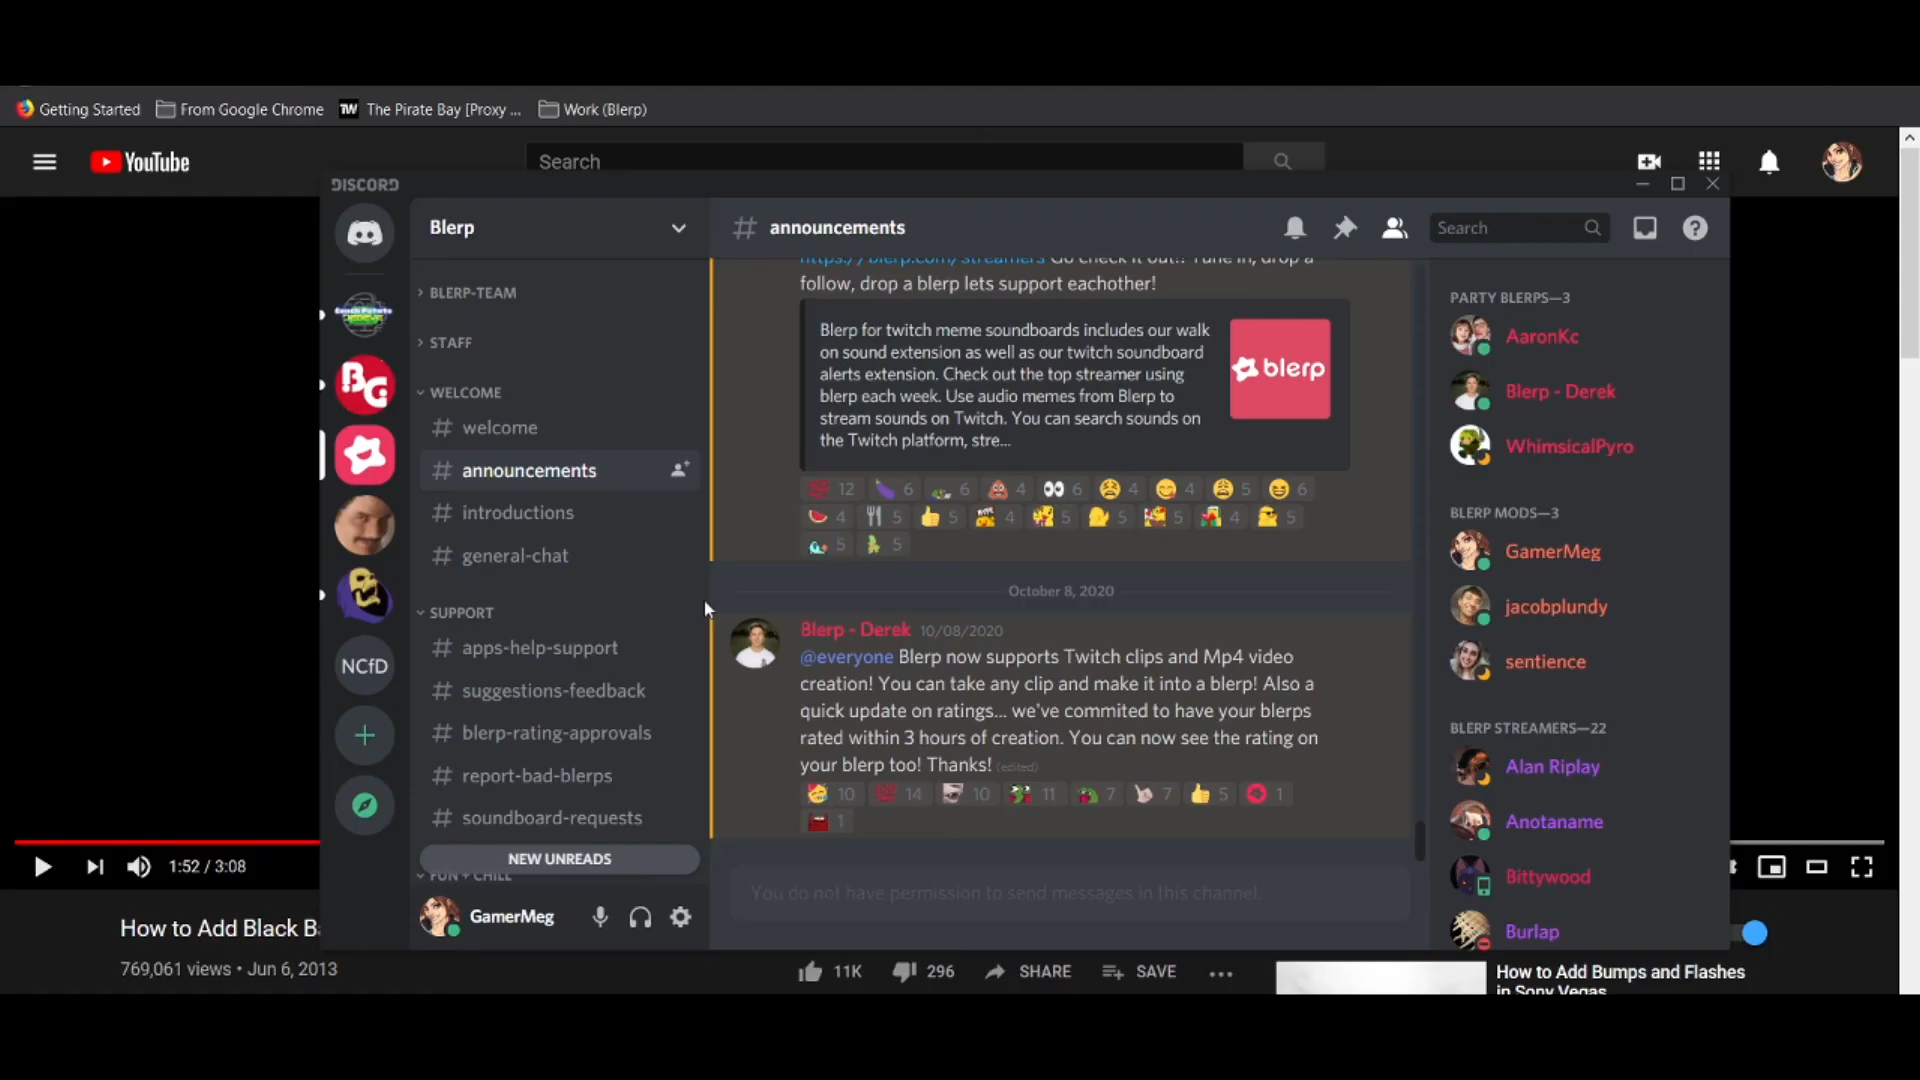 Getting Started From Google Chrome TW The Pirate Bay [Proxy ... Work (Blerp)
YouTube Search
DISCORD
Blerp
announcements
Search
BLERP-TEAM
STAFF
WELCOME
welcome
announcements
introductions
general-chat
SUPPORT
apps-help-support
suggestions-feedback
blerp-rating-approvals
report-bad-blerps
soundboard-requests
NEW UNREADS
FUN + CHILL
GamerMeg
BG
NCfD
https://blerp.com/streamers Go check it out!! Tune in, drop a
follow, drop a blerp lets support eachother!
Blerp for twitch meme soundboards includes our walk
on sound extension as well as our twitch soundboard
alerts extension. Check out the top streamer using
blerp each week. Use audio memes from Blerp to
stream sounds on Twitch. You can search sounds on
the Twitch platform, stre...
blerp
12 6 6 4 6 4 4 5 6
4 5 5 4 5 5 5 4 5
5 5
October 8, 2020
Blerp - Derek 10/08/2020
@everyone Blerp now supports Twitch clips and Mp4 video
creation! You can take any clip and make it into a blerp! Also a
quick update on ratings... we've commited to have your blerps
rated within 3 hours of creation. You can now see the rating on
your blerp too! Thanks! (edited)
10 14 10 11 7 7 5 1
1
You do not have permission to send messages in this channel.
PARTY BLERPS—3
AaronKc
Blerp - Derek
WhimsicalPyro
BLERP MODS—3
GamerMeg
jacobplundy
sentience
BLERP STREAMERS—22
Alan Riplay
Anotaname
Bittywood
Burlap
1:52 / 3:08
How to Add Black B
769,061 views • Jun 6, 2013
11K 296 SHARE SAVE
How to Add Bumps and Flashes
in Sony Vegas